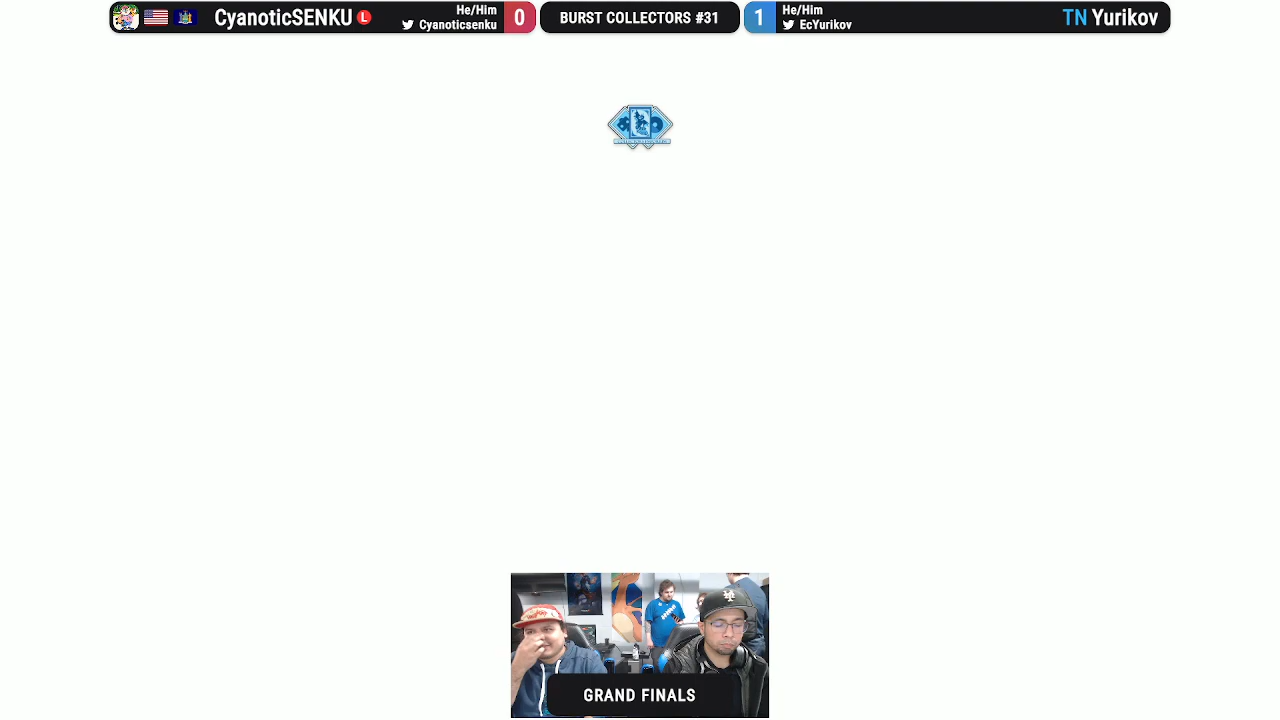 CyanoticSENKU L
He/Him
Cyanoticsenku
0
BURST COLLECTORS #31
1
He/Him
EcYurikov
TN Yurikov
GRAND FINALS